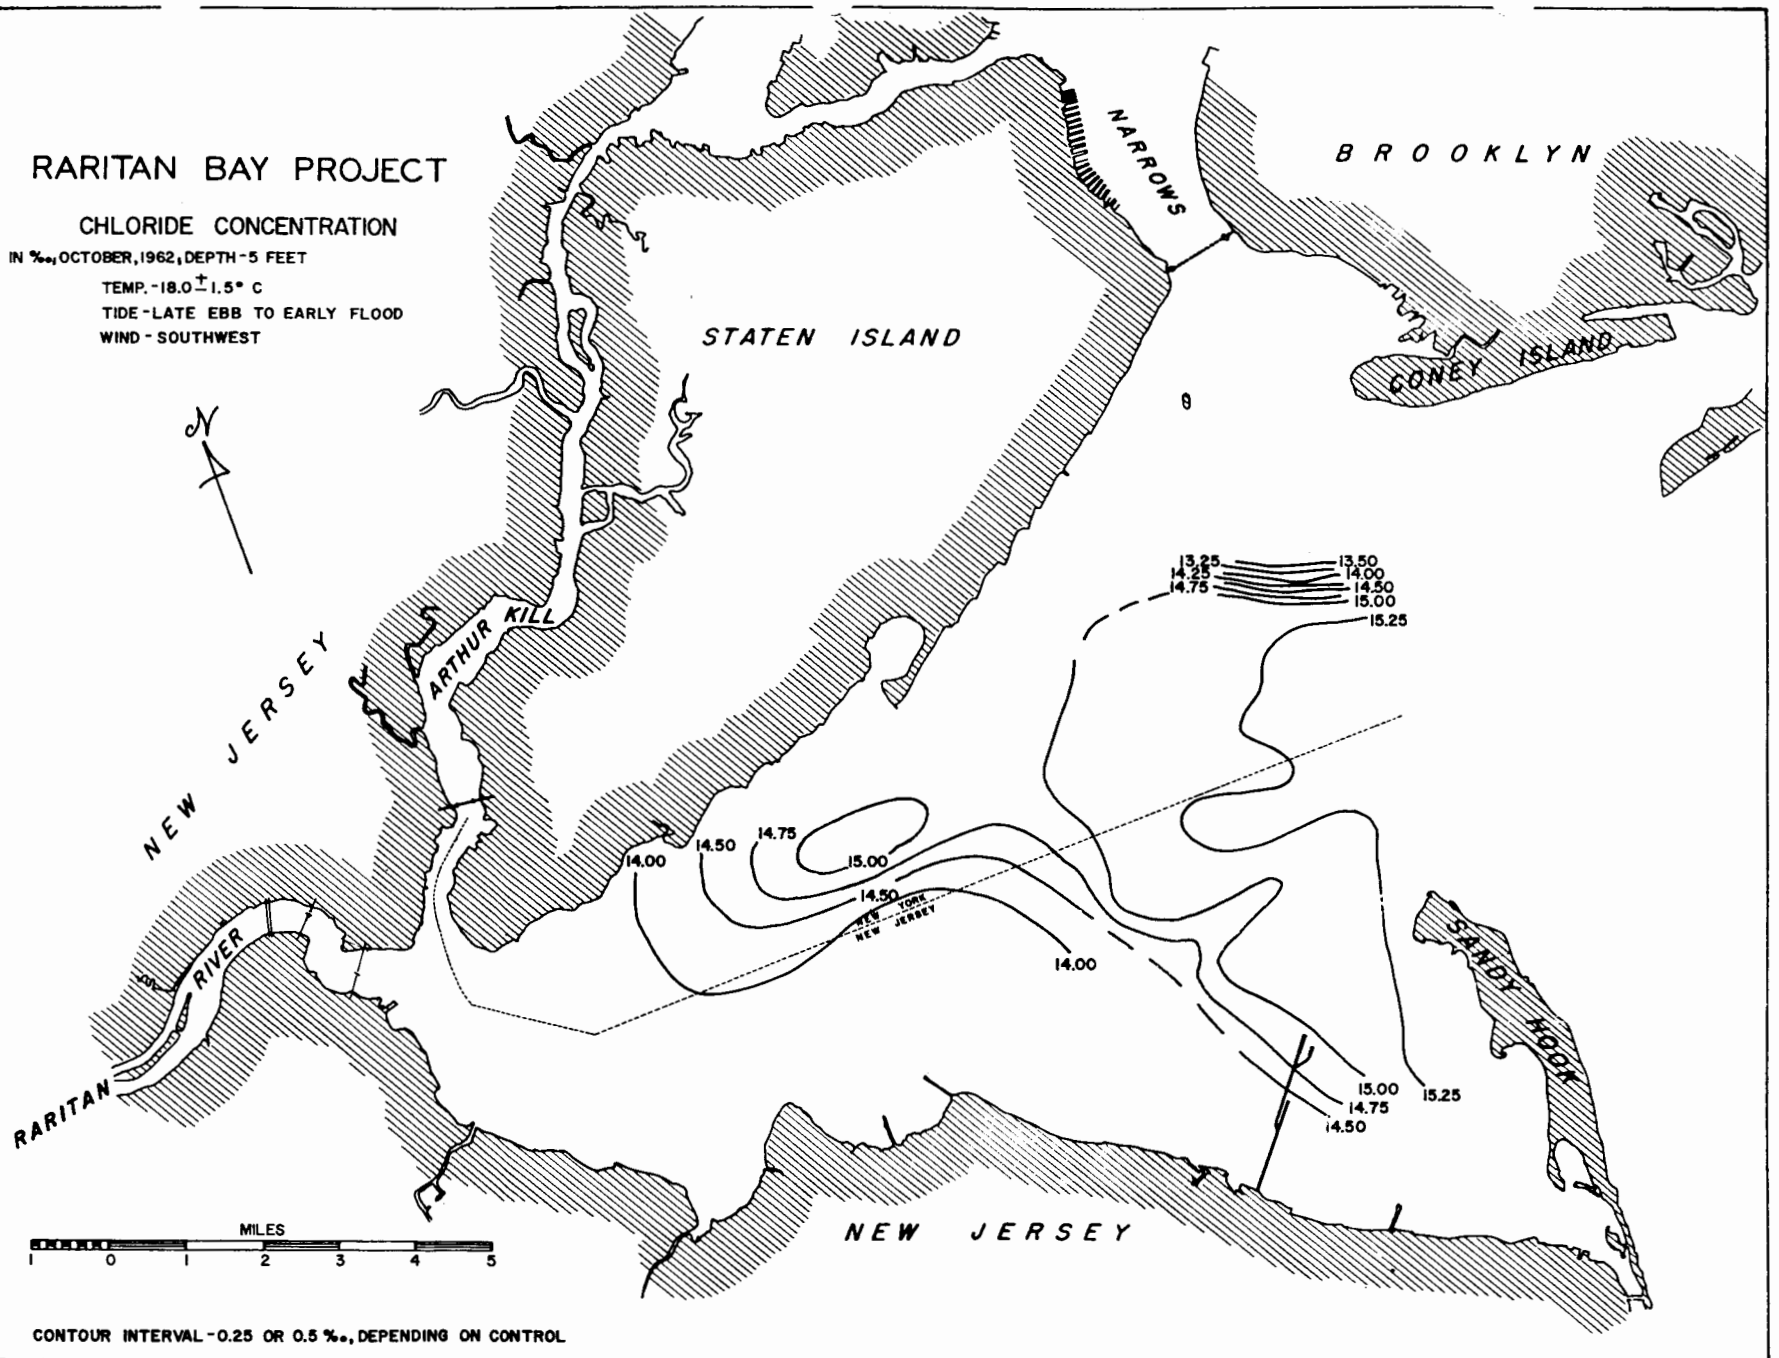 RARITAN BAY PROJECT
CHLORIDE CONCENTRATION
IN ‰, OCTOBER, 1962, DEPTH-5 FEET
TEMP.-18.0±1.5° C
TIDE-LATE EBB TO EARLY FLOOD
WIND-SOUTHWEST
N
NARROWS
BROOKLYN
STATEN ISLAND
CONEY ISLAND
ARTHUR KILL
NEW JERSEY
RARITAN RIVER
13.25 13.50
14.25 14.00
14.75 14.50
15.00
15.25
14.00
14.50
14.75
15.00
14.50
NEW YORK
NEW JERSEY
14.00
SANDY HOOK
15.00
15.25
14.75
14.50
NEW JERSEY
MILES
1 0 1 2 3 4 5
CONTOUR INTERVAL-0.25 OR 0.5 ‰, DEPENDING ON CONTROL